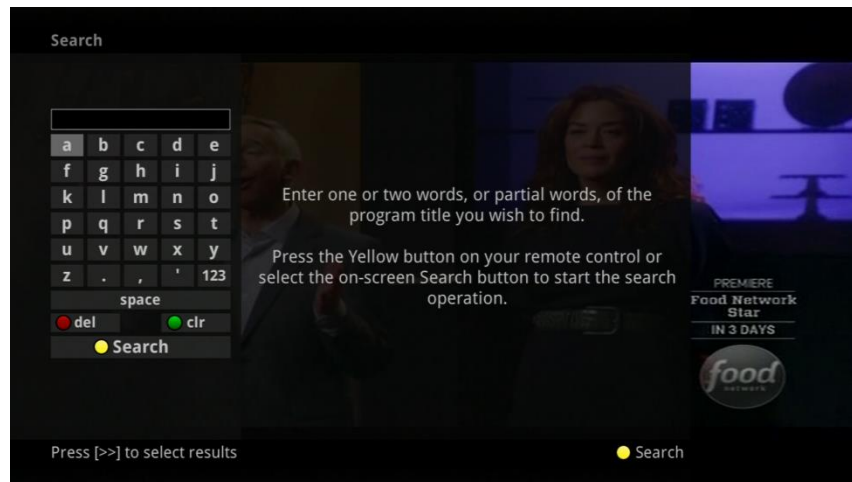 Search
a b c d e
f g h i j
k l m n o
p q r s t
u v w x y
z . , ' 123
space
del clr
Search
Enter one or two words, or partial words, of the
program title you wish to find.
Press the Yellow button on your remote control or
select the on-screen Search button to start the search
operation.
PREMIERE
Food Network
Star
IN 3 DAYS
food
network
Press [>>] to select results
Search